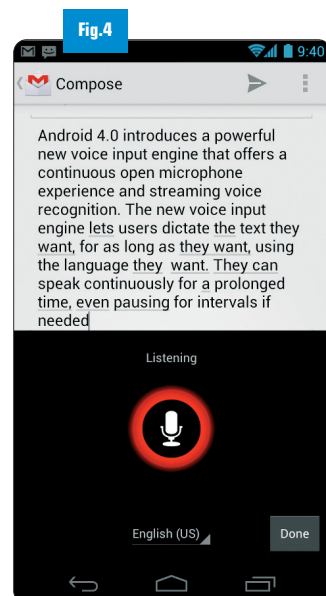 Fig.4
9:40
Compose
Android 4.0 introduces a powerful
new voice input engine that offers a
continuous open microphone
experience and streaming voice
recognition. The new voice input
engine lets users dictate the text they
want, for as long as they want, using
the language they  want. They can
speak continuously for a prolonged
time, even pausing for intervals if
needed
Listening
English (US)
Done